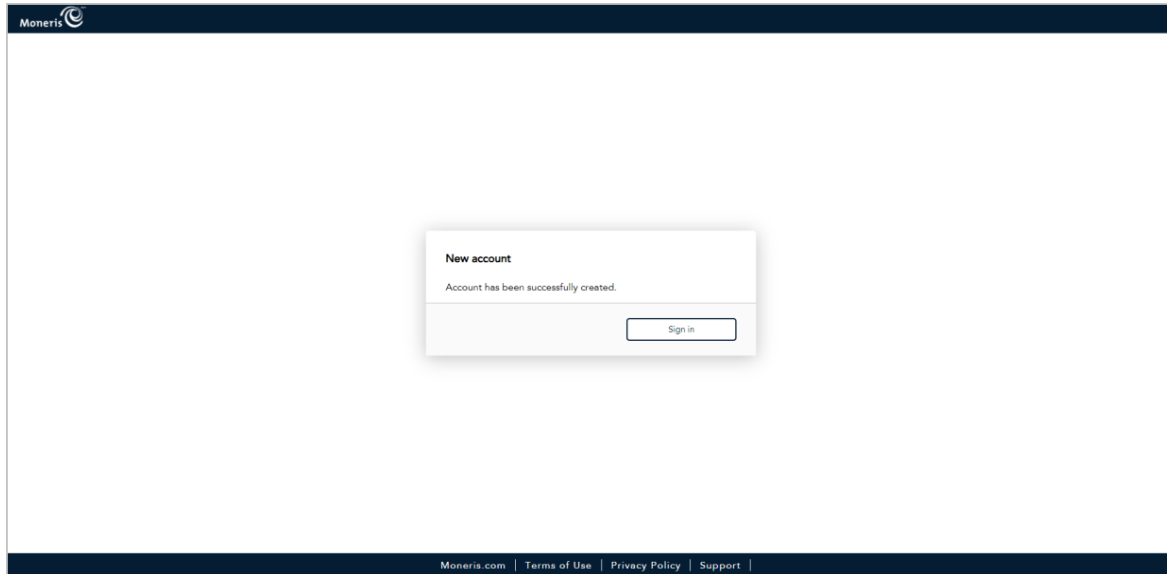 Moneris
New account
Account has been successfully created.
Sign in
Moneris.com | Terms of Use | Privacy Policy | Support |